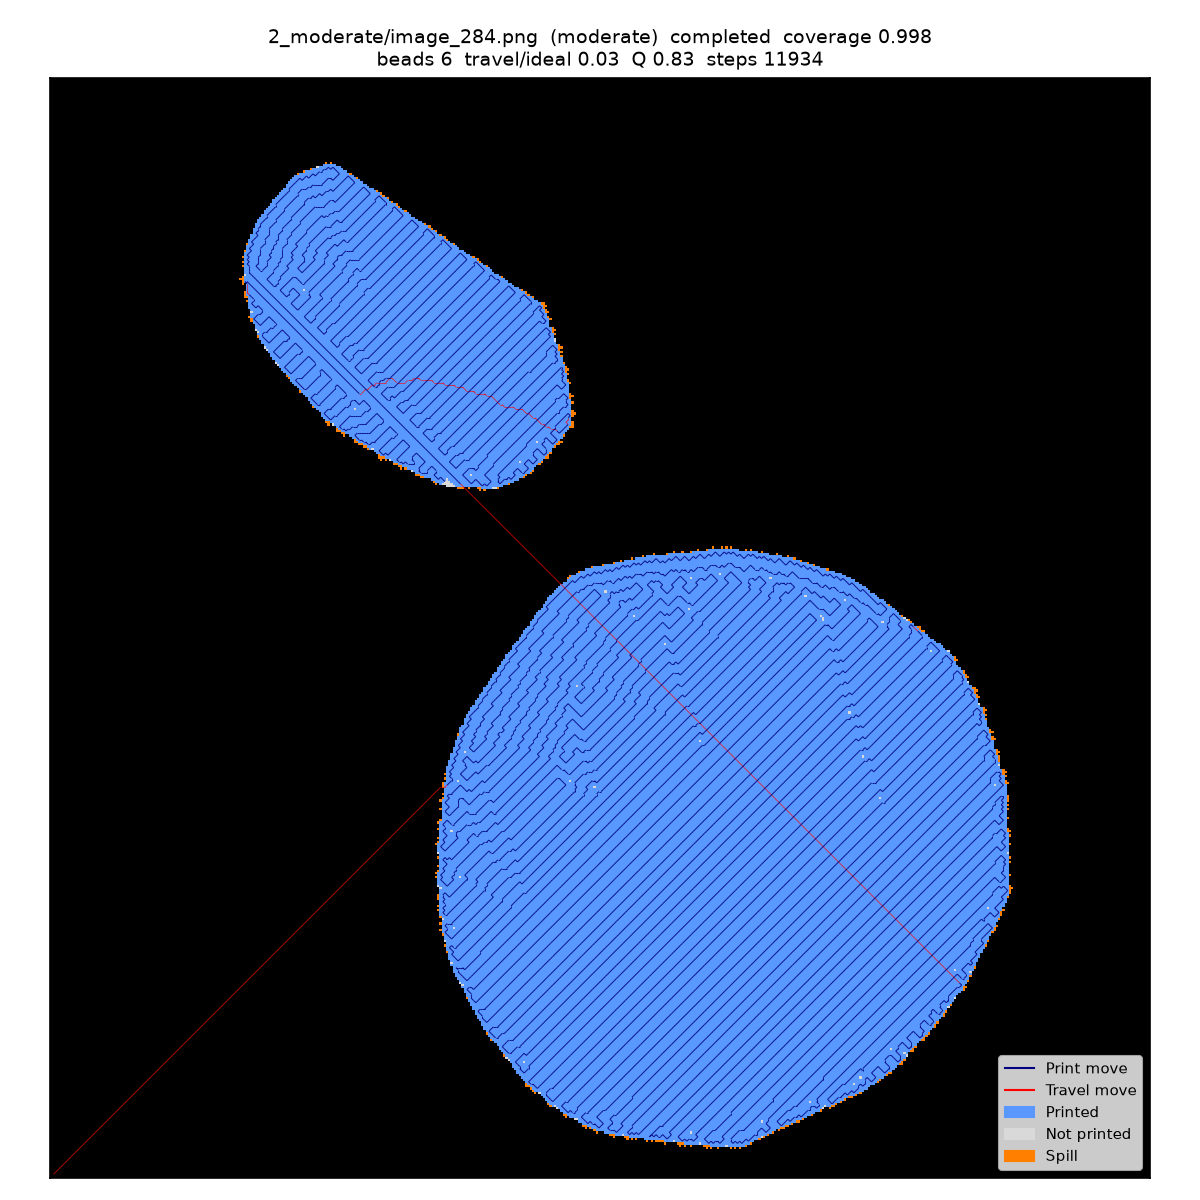 2_moderate/image_284.png  (moderate)  completed  coverage 0.998
beads 6  travel/ideal 0.03  Q 0.83  steps 11934
Print move
Travel move
Printed
Not printed
Spill